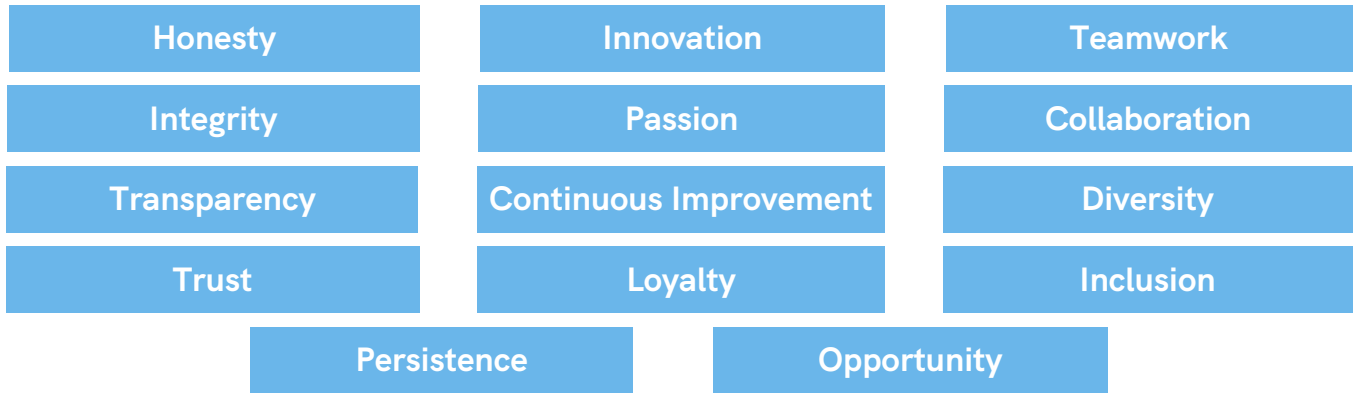 Honesty
Innovation
Teamwork
Integrity
Passion
Collaboration
Transparency
Continuous Improvement
Diversity
Trust
Loyalty
Inclusion
Persistence
Opportunity